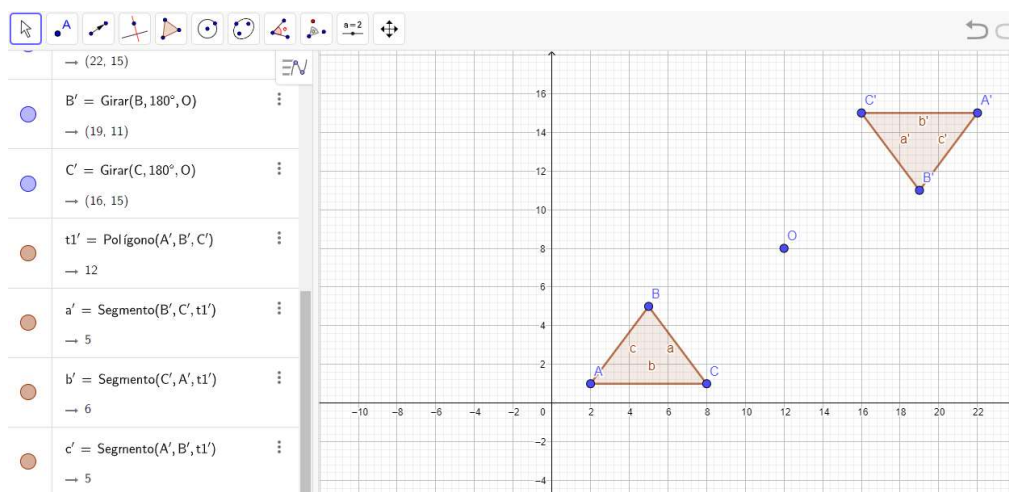 A
a=2
→ (22, 15)
B′ = Girar(B, 180°, O)
→ (19, 11)
C′ = Girar(C, 180°, O)
→ (16, 15)
t1′ = Polígono(A′, B′, C′)
→ 12
a′ = Segmento(B′, C′, t1′)
→ 5
b′ = Segmento(C′, A′, t1′)
→ 6
c′ = Segmento(A′, B′, t1′)
→ 5
16
14
12
10
8
6
4
2
0
−2
−4
−10 −8 −6 −4 −2 2 4 6 8 10 12 14 16 18 20 22
C' A'
b'
a' c'
B'
O
B
c a
b
A C